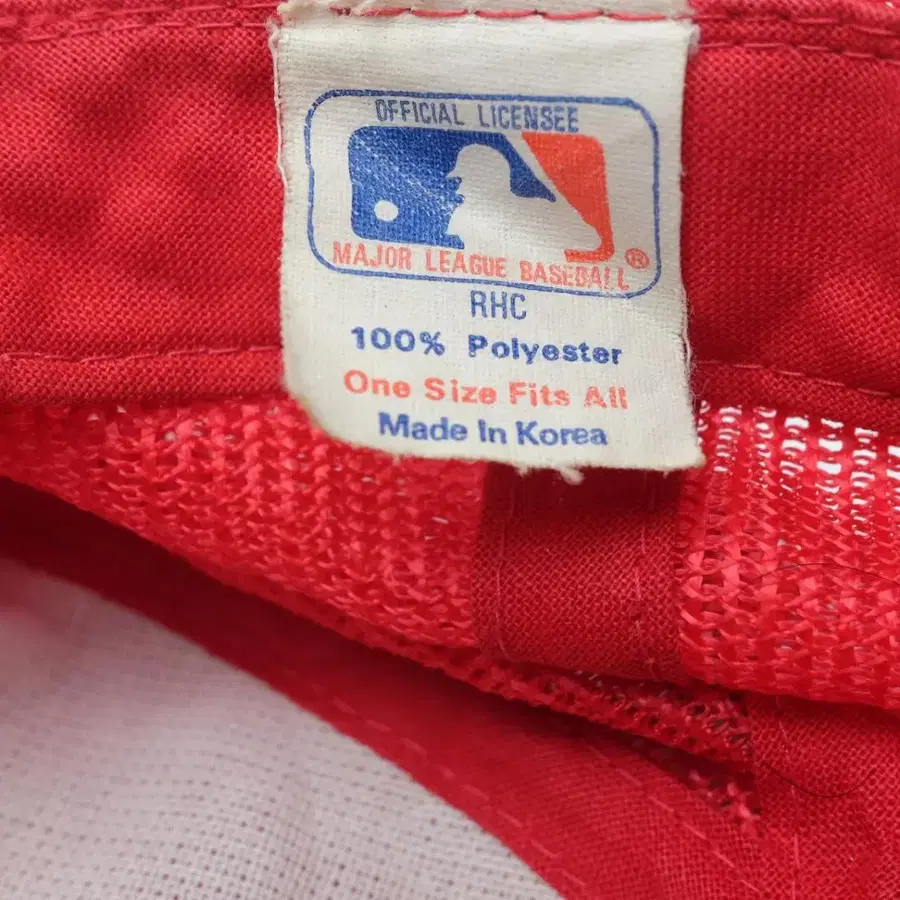 OFFICIAL LICENSEE
MAJOR LEAGUE BASEBALL ®
RHC
100% Polyester
One Size Fits All
Made In Korea